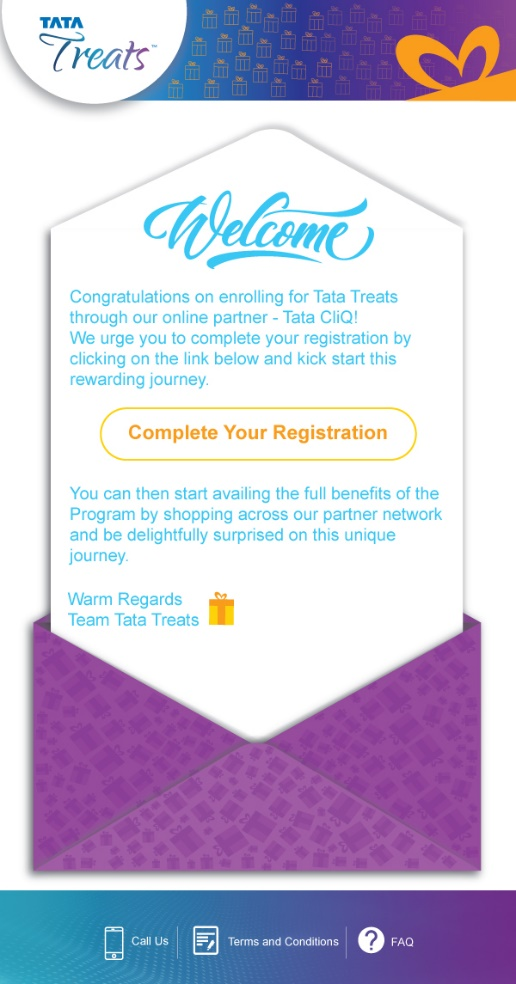 TATA
Treats™
Welcome
Congratulations on enrolling for Tata Treats
through our online partner - Tata CliQ!
We urge you to complete your registration by
clicking on the link below and kick start this
rewarding journey.
Complete Your Registration
You can then start availing the full benefits of the
Program by shopping across our partner network
and be delightfully surprised on this unique
journey.
Warm Regards
Team Tata Treats
Call Us
Terms and Conditions
FAQ